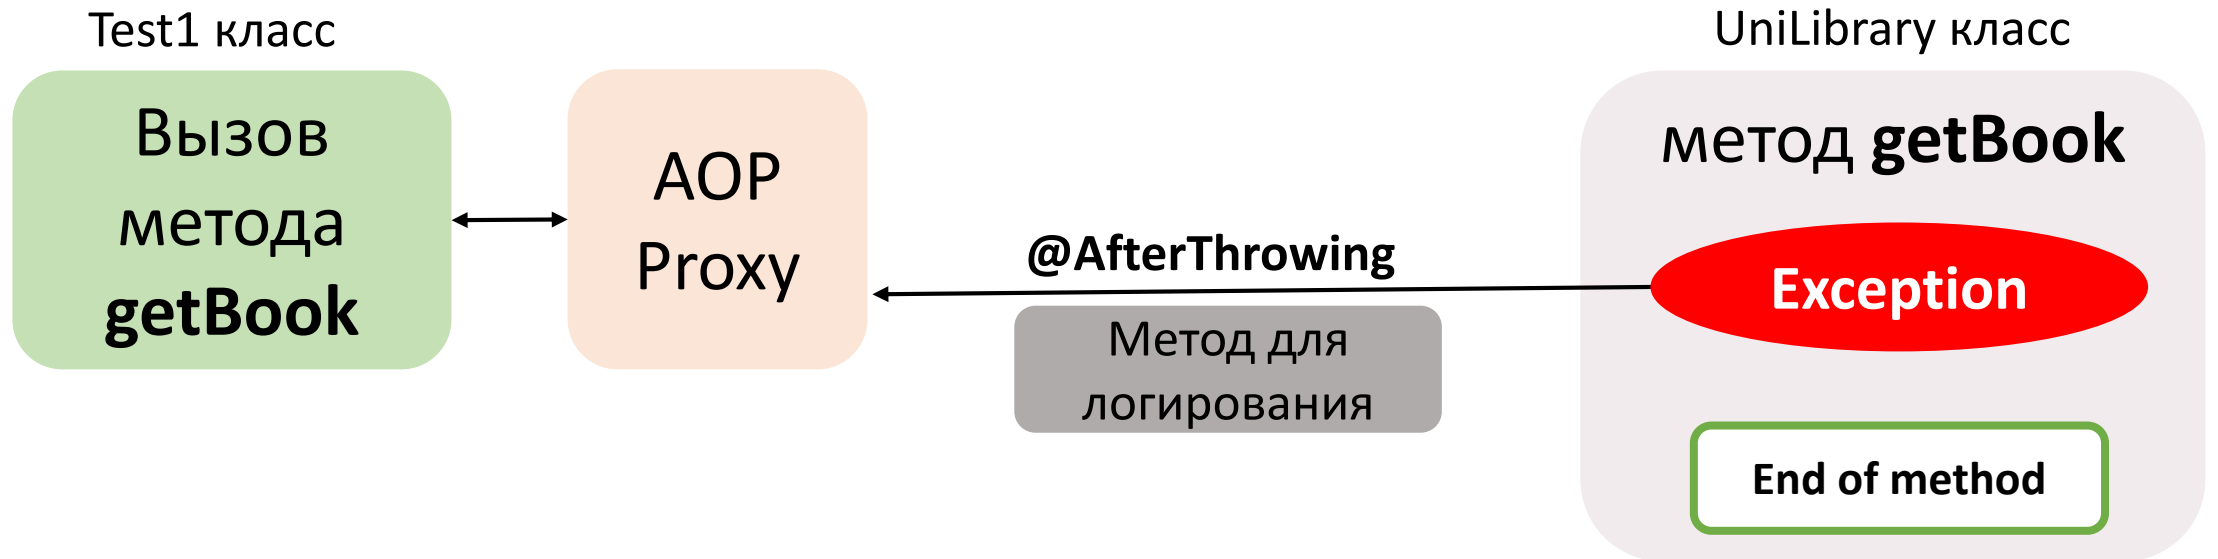 Test1 класс
Вызов
метода
getBook
AOP
Proxy
@AfterThrowing
Метод для
логирования
UniLibrary класс
метод getBook
Exception
End of method